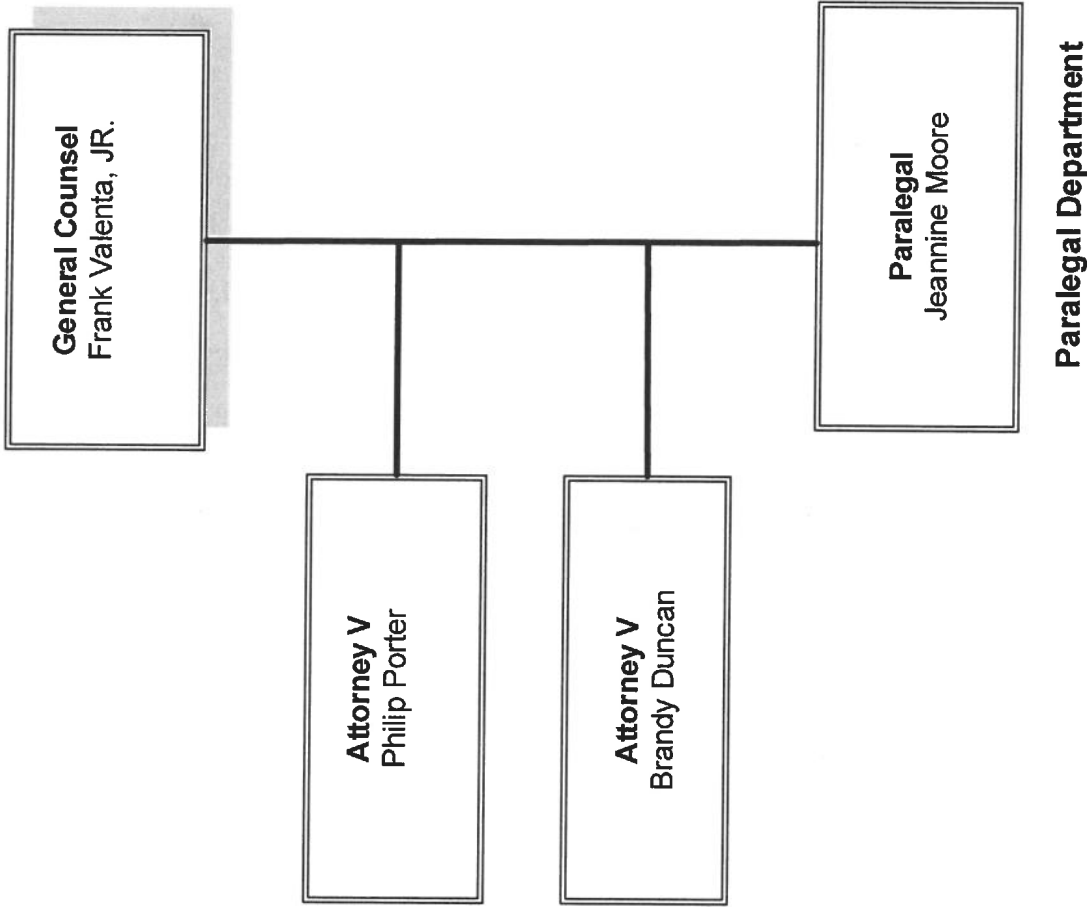 General Counsel
Frank Valenta, JR.
Attorney V
Philip Porter
Attorney V
Brandy Duncan
Paralegal
Jeannine Moore
Paralegal Department